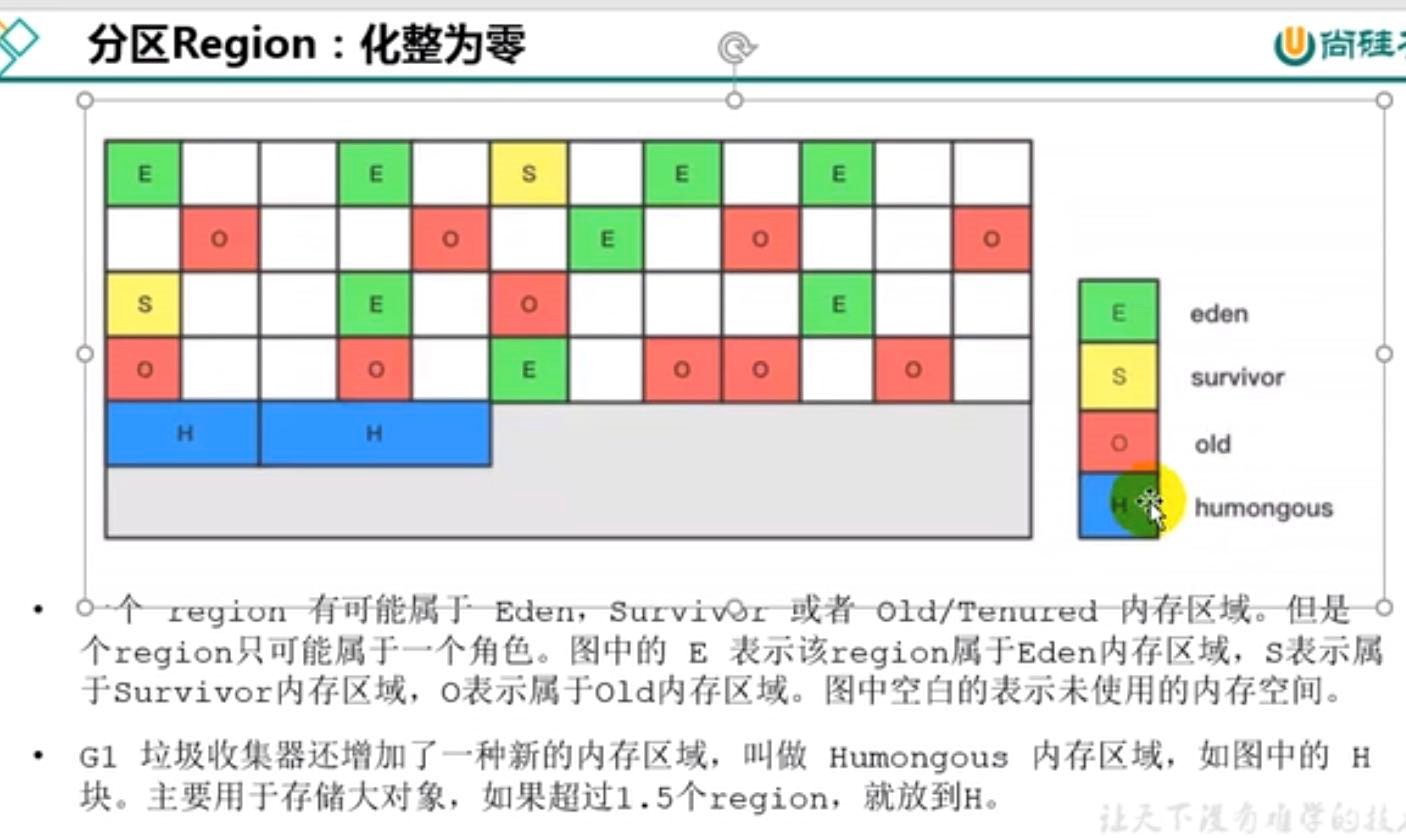 分区Region：化整为零
尚硅
E E S E E
O O E O O
S E O E
O O E O O O
H H
E eden
S survivor
O old
H humongous
个 region 有可能属于 Eden，Survivor 或者 Old/Tenured 内存区域。但是
个region只可能属于一个角色。图中的 E 表示该region属于Eden内存区域，S表示属
于Survivor内存区域，O表示属于Old内存区域。图中空白的表示未使用的内存空间。
G1 垃圾收集器还增加了一种新的内存区域，叫做 Humongous 内存区域，如图中的 H
块。主要用于存储大对象，如果超过1.5个region，就放到H。
让天下没有难学的技